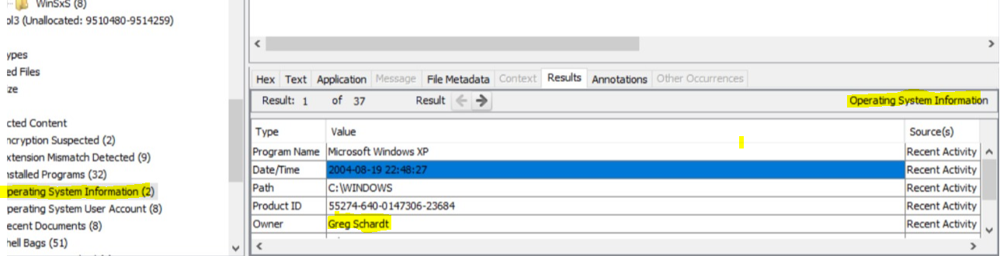 WinSxS (8)
ol3 (Unallocated: 9510480-9514259)
ypes
ed Files
ize
cted Content
ncryption Suspected (2)
xtension Mismatch Detected (9)
nstalled Programs (32)
perating System Information (2)
perating System User Account (8)
ecent Documents (8)
hell Bags (51)
Hex Text Application Message File Metadata Context Results Annotations Other Occurrences
Result: 1 of 37 Result Operating System Information
Type Value Source(s)
Program Name Microsoft Windows XP Recent Activity
Date/Time 2004-08-19 22:48:27 Recent Activity
Path C:\WINDOWS Recent Activity
Product ID 55274-640-0147306-23684 Recent Activity
Owner Greg Schardt Recent Activity